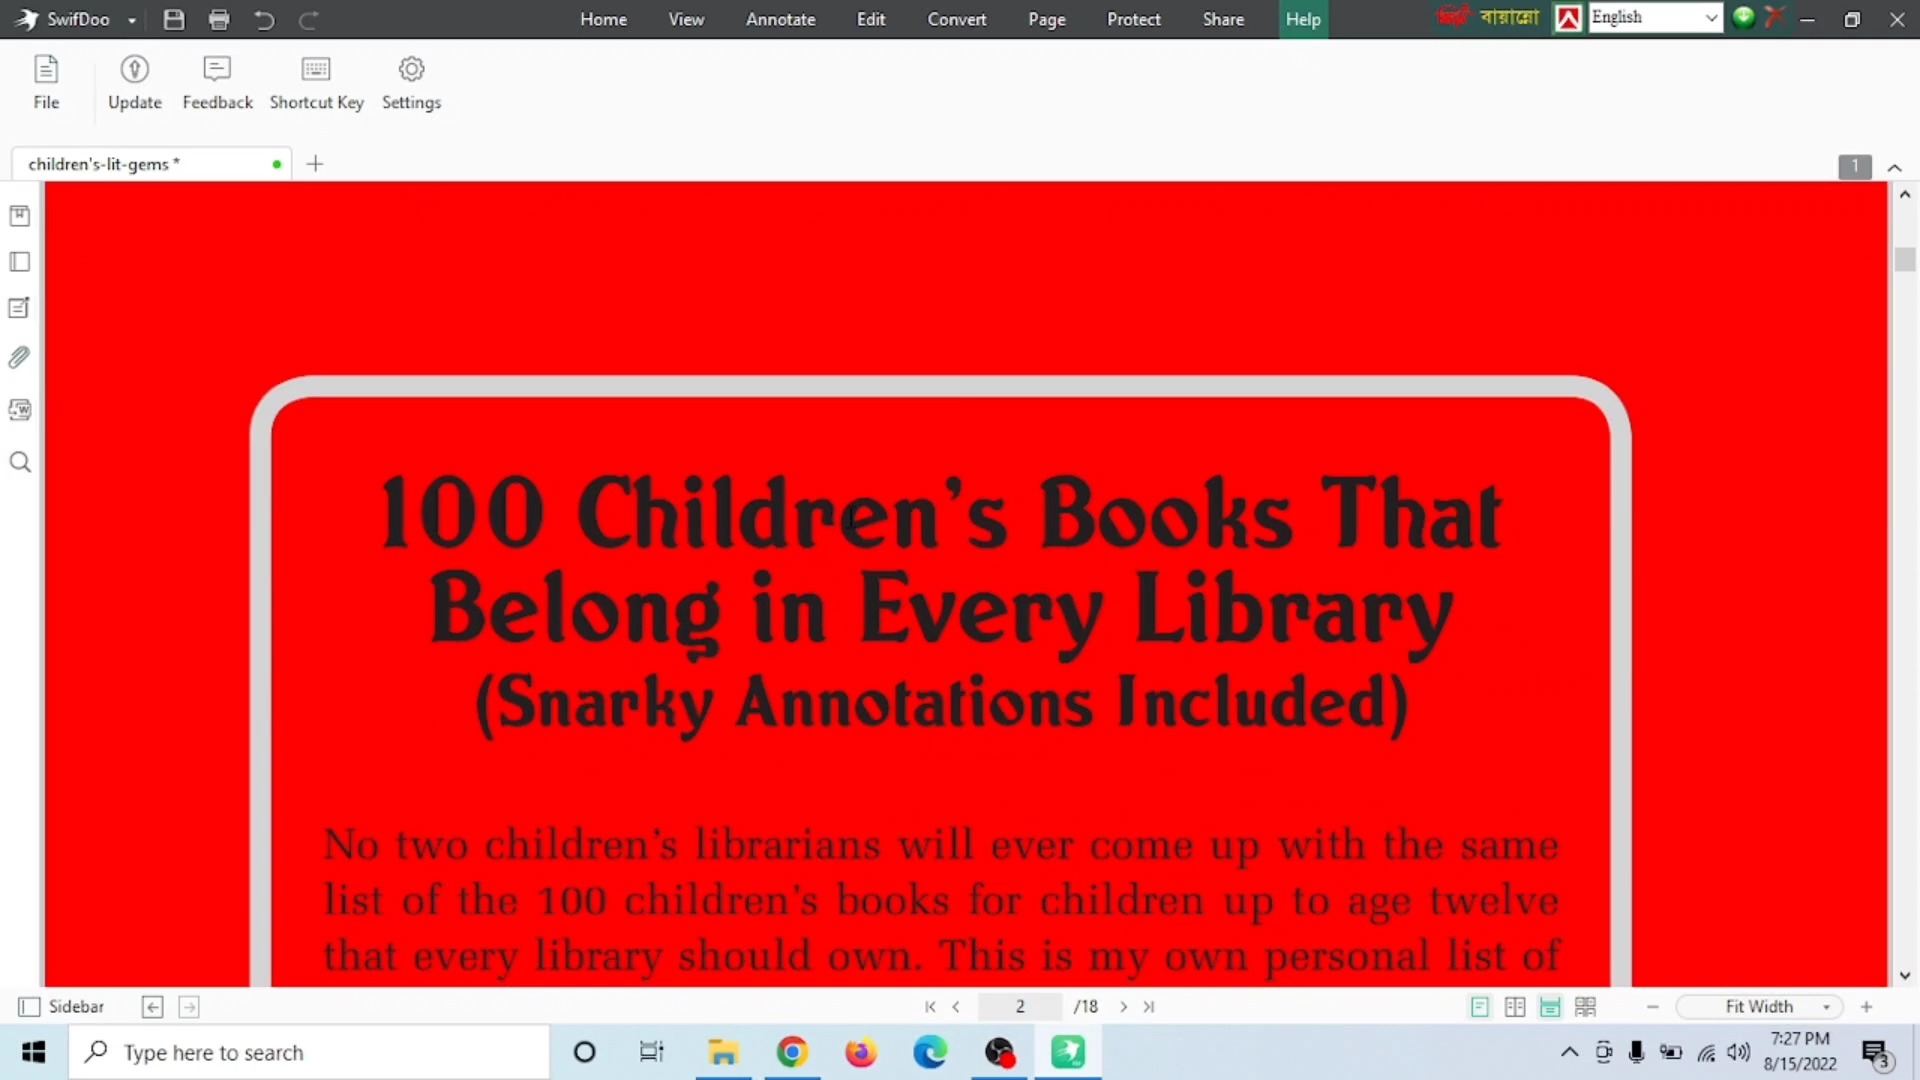 SwifDoo
Home View Annotate Edit Convert Page Protect Share Help
বায়ান্নো English
File Update Feedback Shortcut Key Settings
children's-lit-gems *
1
100 Children's Books That
Belong in Every Library
(Snarky Annotations Included)
No two children's librarians will ever come up with the same
list of the 100 children's books for children up to age twelve
that every library should own. This is my own personal list of
Sidebar 2 /18 Fit Width
Type here to search
7:27 PM
8/15/2022
3